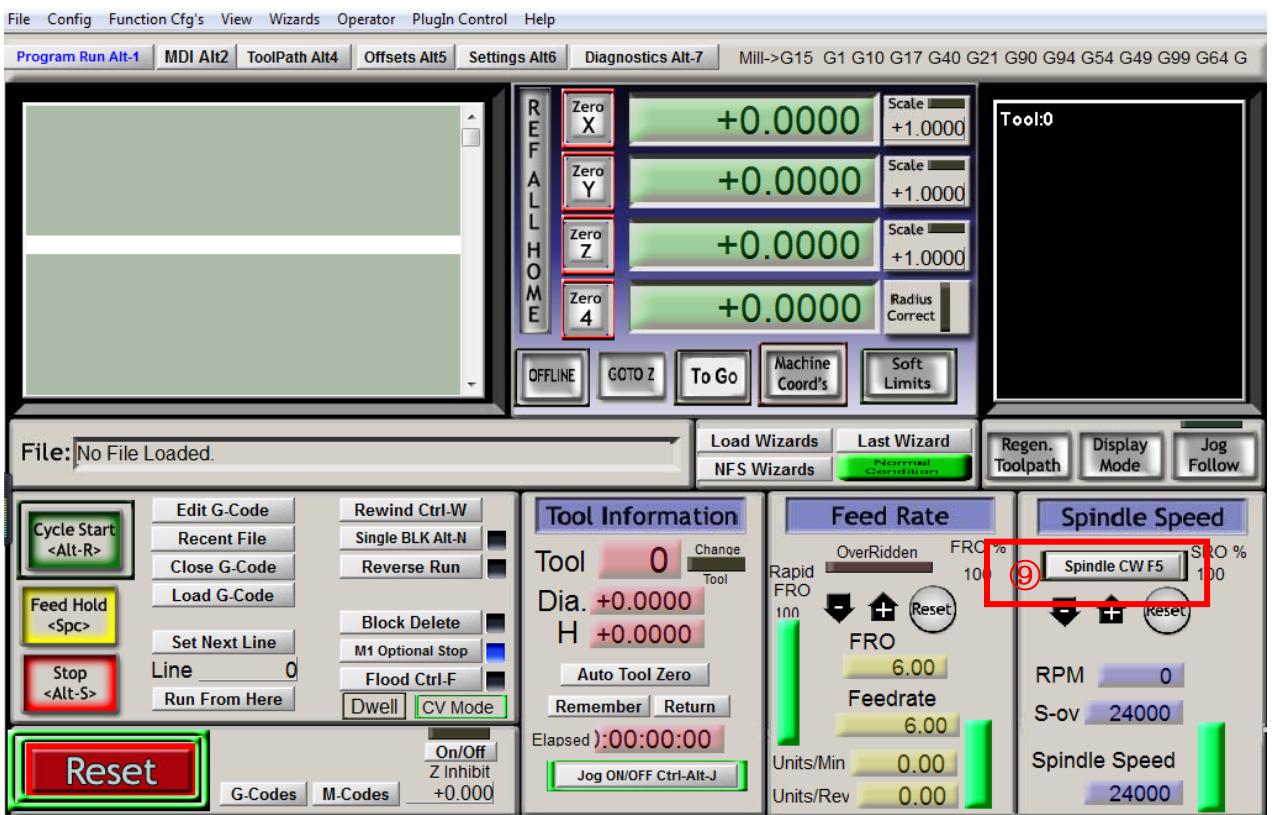 File Config Function Cfg's View Wizards Operator PlugIn Control Help
Program Run Alt-1 MDI Alt2 ToolPath Alt4 Offsets Alt5 Settings Alt6 Diagnostics Alt-7 Mill->G15 G1 G10 G17 G40 G21 G90 G94 G54 G49 G99 G64 G
REF ALL HOME
Zero X +0.0000 Scale +1.0000
Zero Y +0.0000 Scale +1.0000
Zero Z +0.0000 Scale +1.0000
Zero 4 +0.0000 Radius Correct
OFFLINE GOTO Z To Go Machine Coord's Soft Limits
Tool:0
File: No File Loaded.
Load Wizards Last Wizard
NFS Wizards Normal Condition
Regen. Toolpath Display Mode Jog Follow
Cycle Start <Alt-R>
Feed Hold <Spc>
Stop <Alt-S>
Edit G-Code
Recent File
Close G-Code
Load G-Code
Set Next Line
Line 0
Run From Here
Rewind Ctrl-W
Single BLK Alt-N
Reverse Run
Block Delete
M1 Optional Stop
Flood Ctrl-F
Dwell CV Mode
Reset
G-Codes M-Codes
On/Off
Z Inhibit
+0.000
Tool Information
Tool 0 Change Tool
Dia. +0.0000
H +0.0000
Auto Tool Zero
Remember Return
Elapsed ):00:00:00
Jog ON/OFF Ctrl-Alt-J
Feed Rate
OverRidden FRO %
100
Rapid FRO
100
Reset
FRO
6.00
Feedrate
6.00
Units/Min 0.00
Units/Rev 0.00
Spindle Speed
⑨ Spindle CW F5 SRO %
100
Reset
RPM 0
S-ov 24000
Spindle Speed
24000